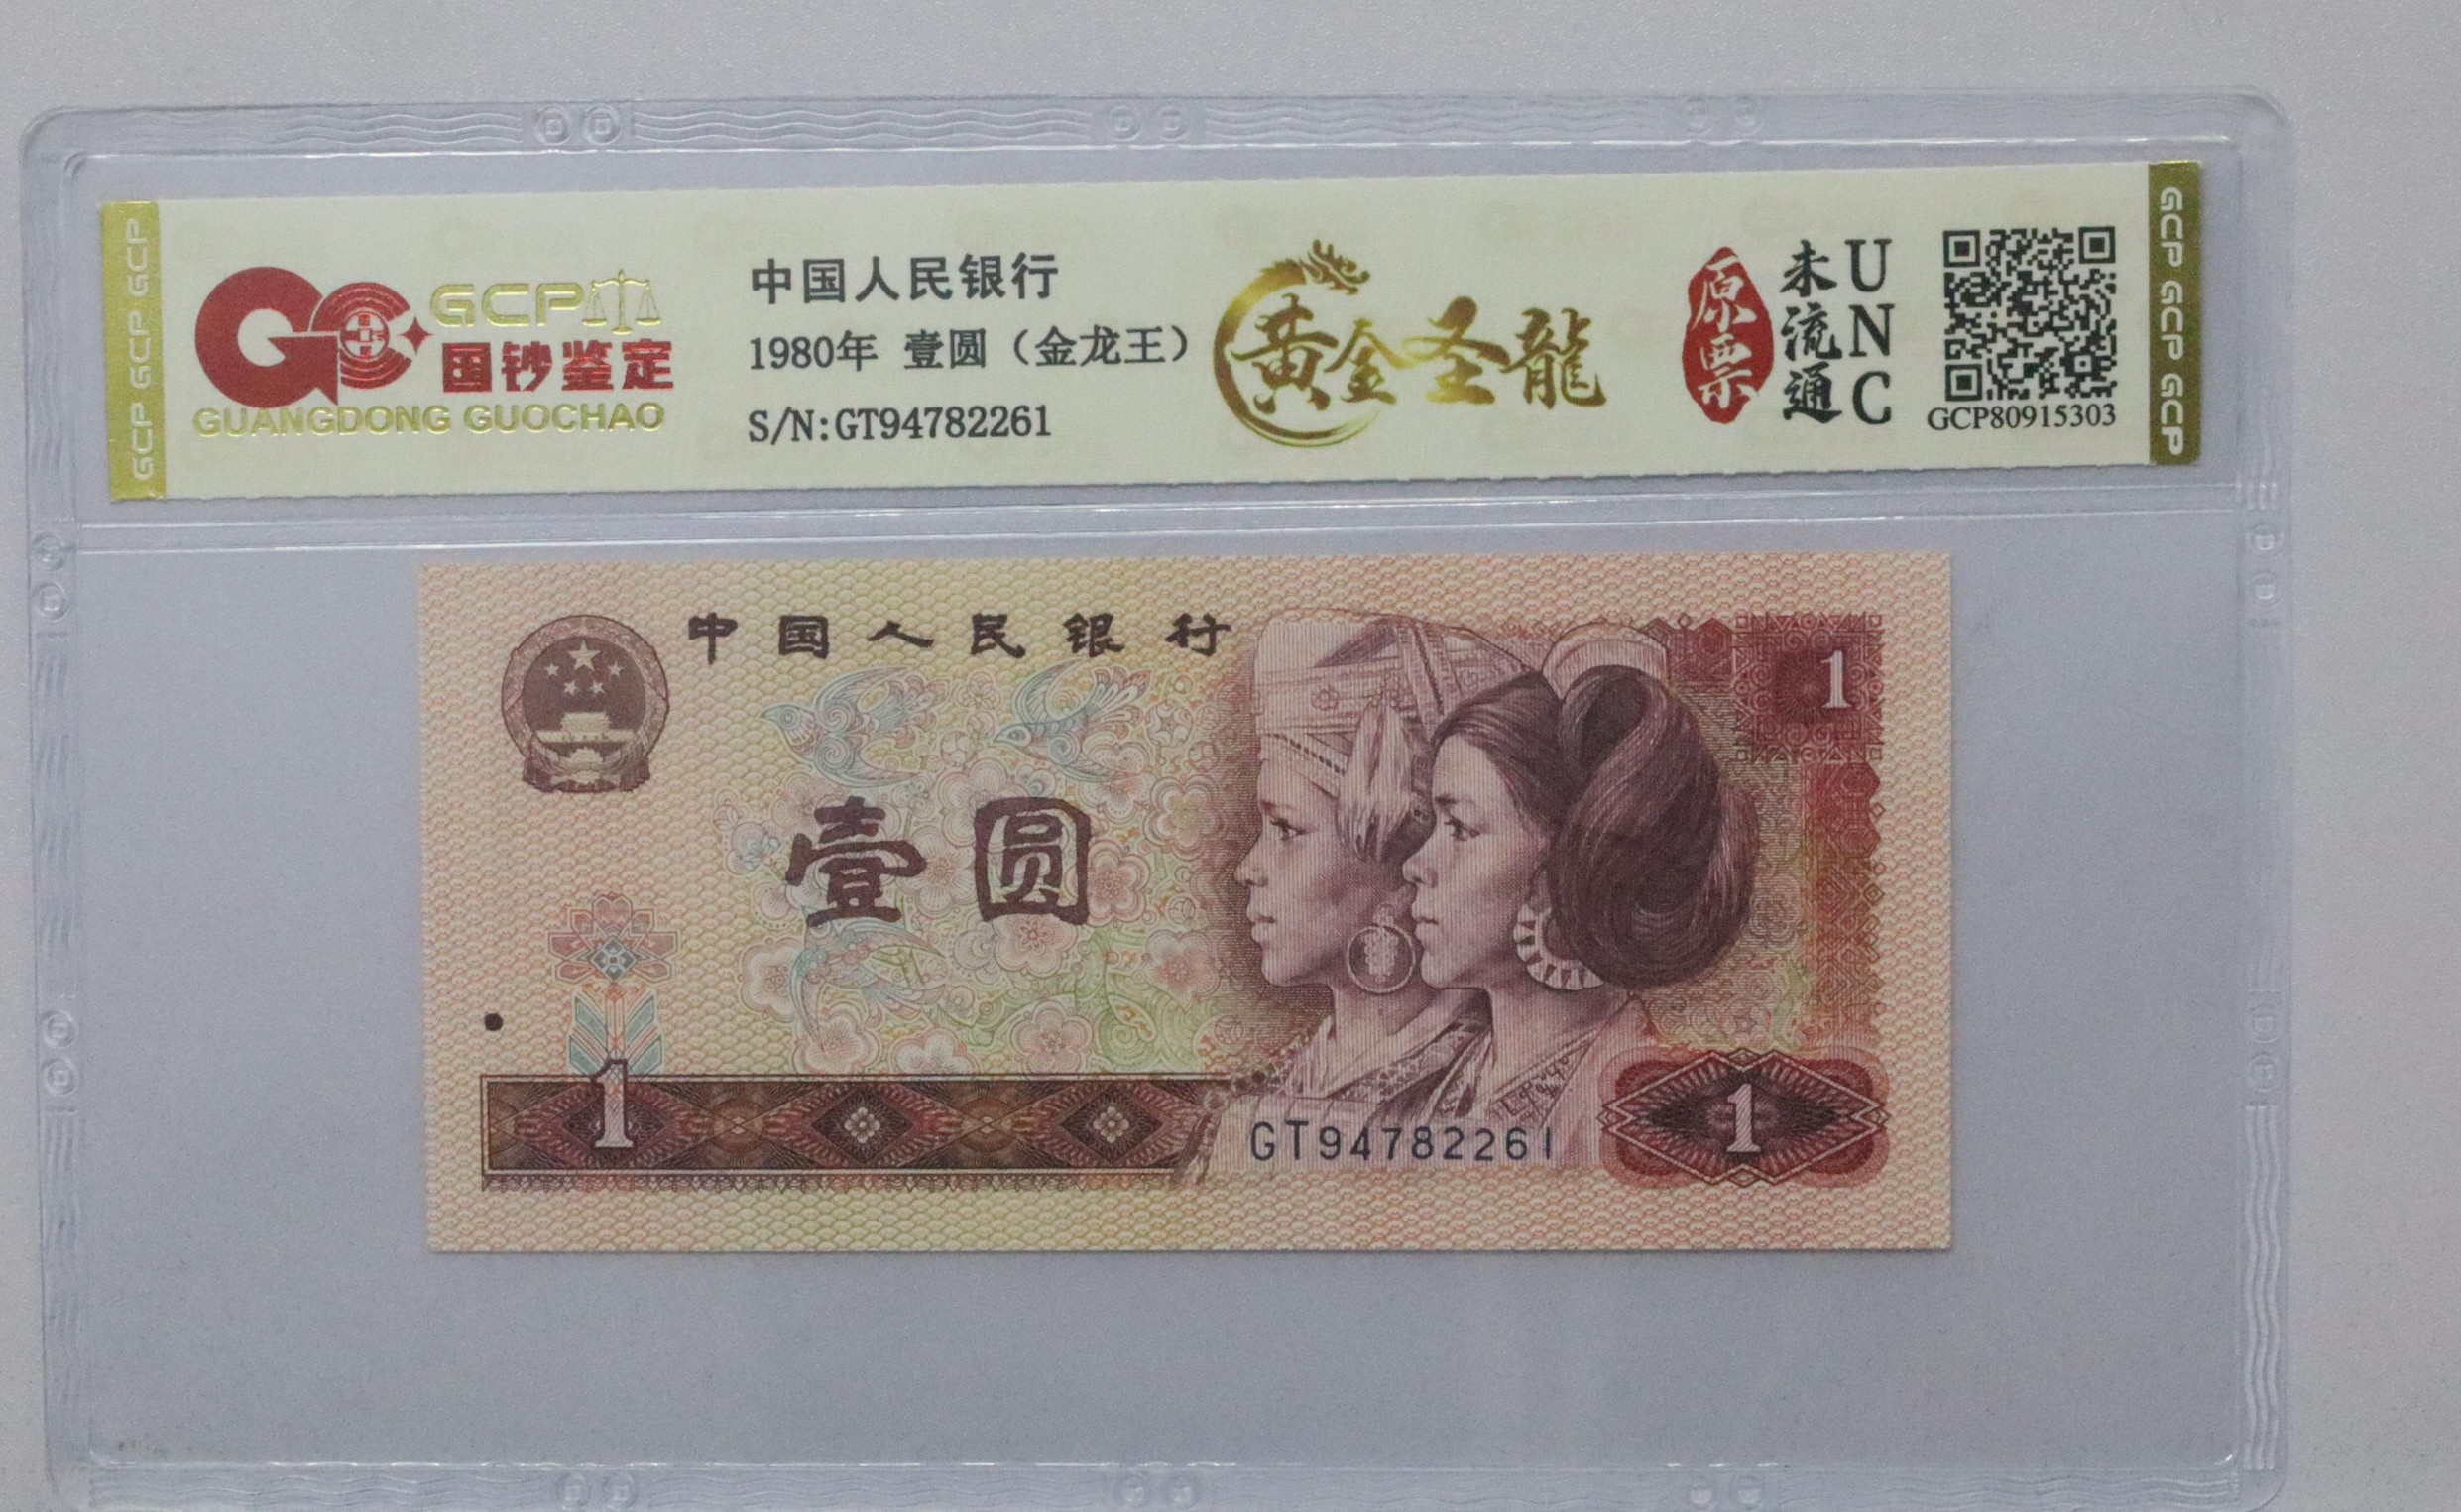 GCP GCP GCP
GCP
国钞鉴定
GUANGDONG GUOCHAO
中国人民银行
1980年 壹圆（金龙王）
S/N:GT94782261
黄金圣龍
原票
未流通
UNC
GCP80915303
GCP GCP GCP
中国人民银行
1
壹圆
1
GT94782261
1